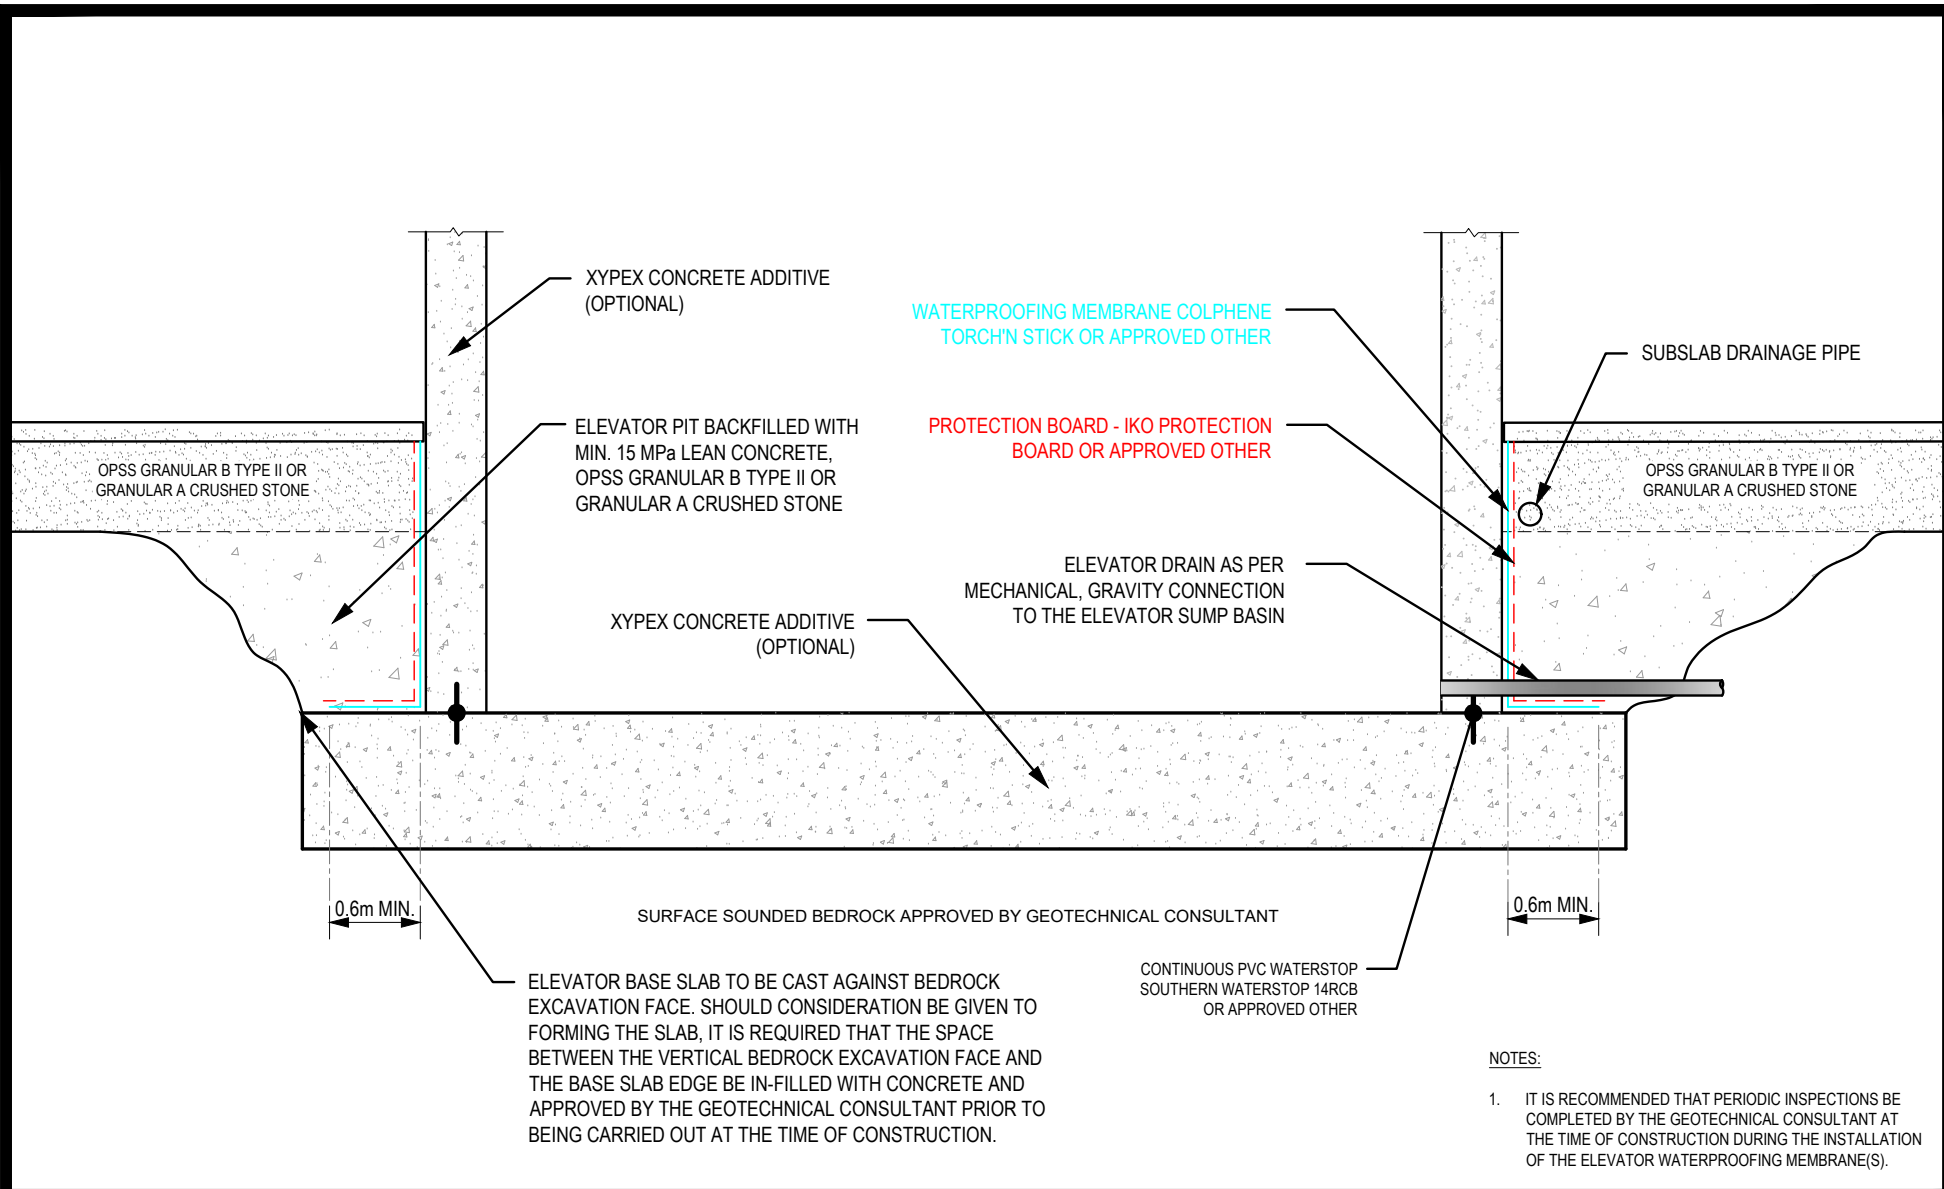 XYPEX CONCRETE ADDITIVE
(OPTIONAL)
WATERPROOFING MEMBRANE COLPHENE
TORCH'N STICK OR APPROVED OTHER
SUBSLAB DRAINAGE PIPE
ELEVATOR PIT BACKFILLED WITH
MIN. 15 MPa LEAN CONCRETE,
OPSS GRANULAR B TYPE II OR
GRANULAR A CRUSHED STONE
PROTECTION BOARD - IKO PROTECTION
BOARD OR APPROVED OTHER
OPSS GRANULAR B TYPE II OR
GRANULAR A CRUSHED STONE
OPSS GRANULAR B TYPE II OR
GRANULAR A CRUSHED STONE
ELEVATOR DRAIN AS PER
MECHANICAL, GRAVITY CONNECTION
TO THE ELEVATOR SUMP BASIN
XYPEX CONCRETE ADDITIVE
(OPTIONAL)
0.6m MIN.
0.6m MIN.
SURFACE SOUNDED BEDROCK APPROVED BY GEOTECHNICAL CONSULTANT
ELEVATOR BASE SLAB TO BE CAST AGAINST BEDROCK
EXCAVATION FACE. SHOULD CONSIDERATION BE GIVEN TO
FORMING THE SLAB, IT IS REQUIRED THAT THE SPACE
BETWEEN THE VERTICAL BEDROCK EXCAVATION FACE AND
THE BASE SLAB EDGE BE IN-FILLED WITH CONCRETE AND
APPROVED BY THE GEOTECHNICAL CONSULTANT PRIOR TO
BEING CARRIED OUT AT THE TIME OF CONSTRUCTION.
CONTINUOUS PVC WATERSTOP
SOUTHERN WATERSTOP 14RCB
OR APPROVED OTHER
NOTES:
1. IT IS RECOMMENDED THAT PERIODIC INSPECTIONS BE
COMPLETED BY THE GEOTECHNICAL CONSULTANT AT
THE TIME OF CONSTRUCTION DURING THE INSTALLATION
OF THE ELEVATOR WATERPROOFING MEMBRANE(S).